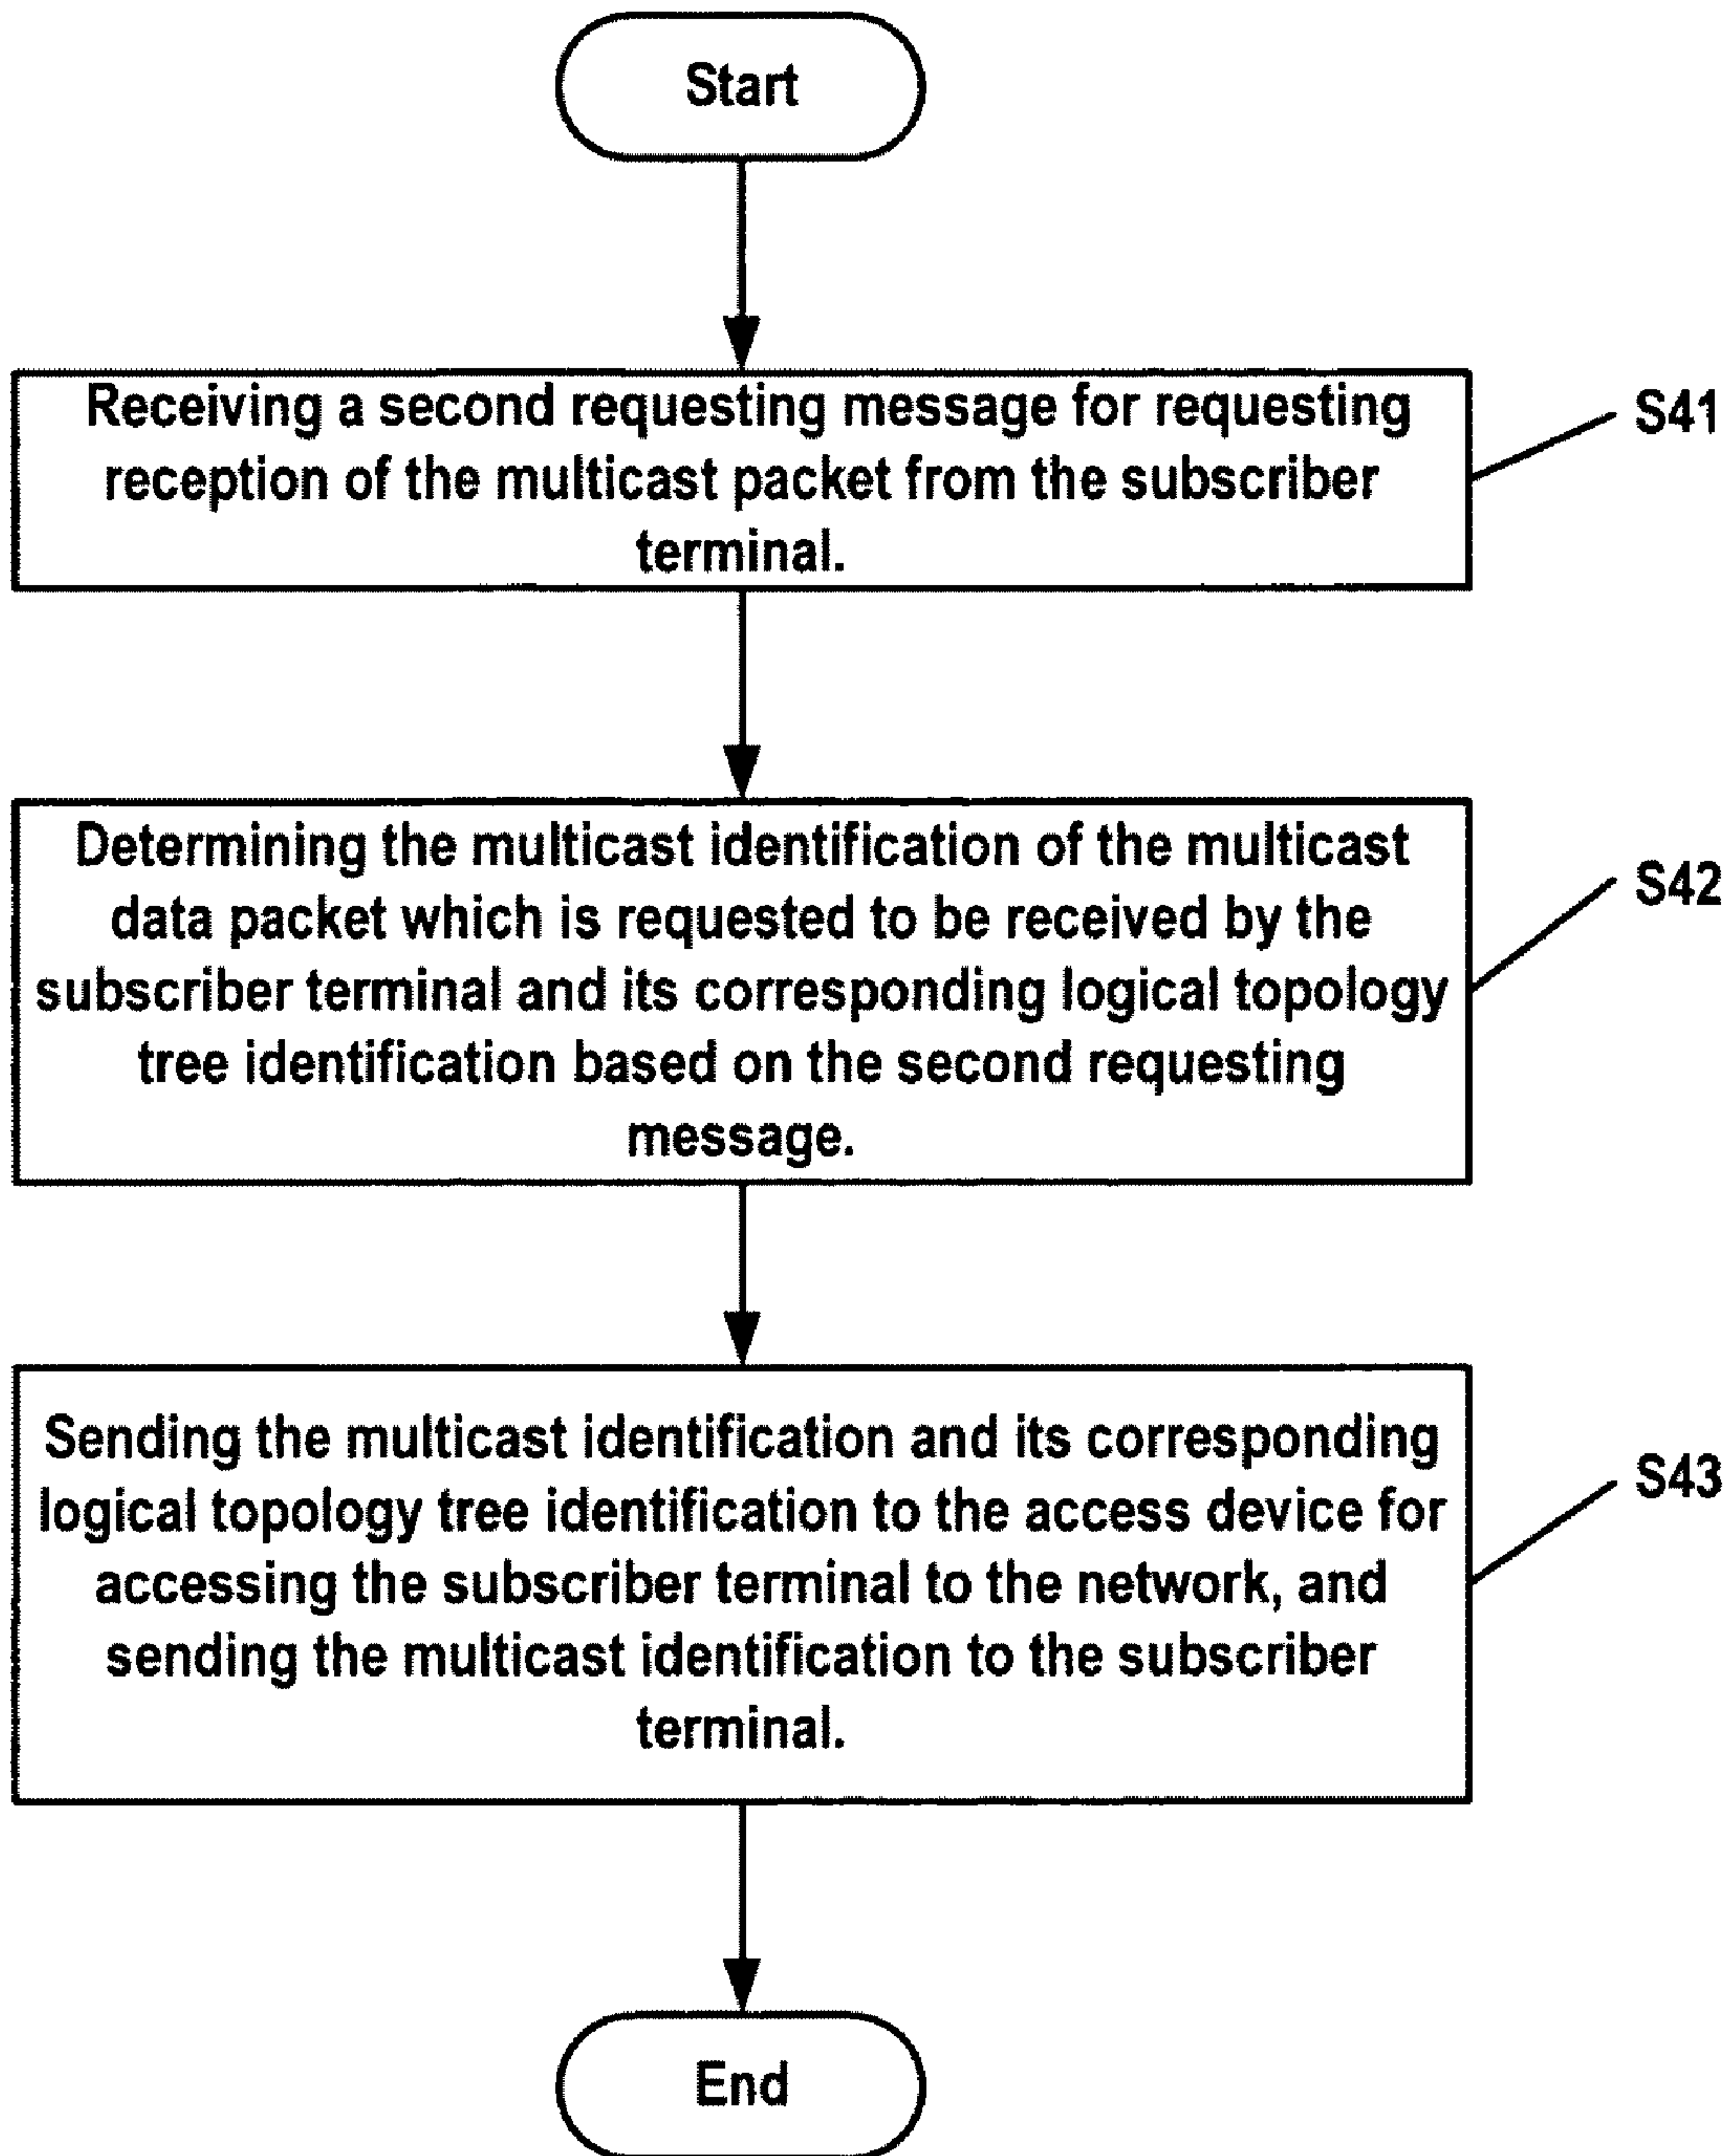 Start
Receiving a second requesting message for requesting
reception of the multicast packet from the subscriber
terminal.
S41
Determining the multicast identification of the multicast
data packet which is requested to be received by the
subscriber terminal and its corresponding logical topology
tree identification based on the second requesting
message.
S42
Sending the multicast identification and its corresponding
logical topology tree identification to the access device for
accessing the subscriber terminal to the network, and
sending the multicast identification to the subscriber
terminal.
S43
End